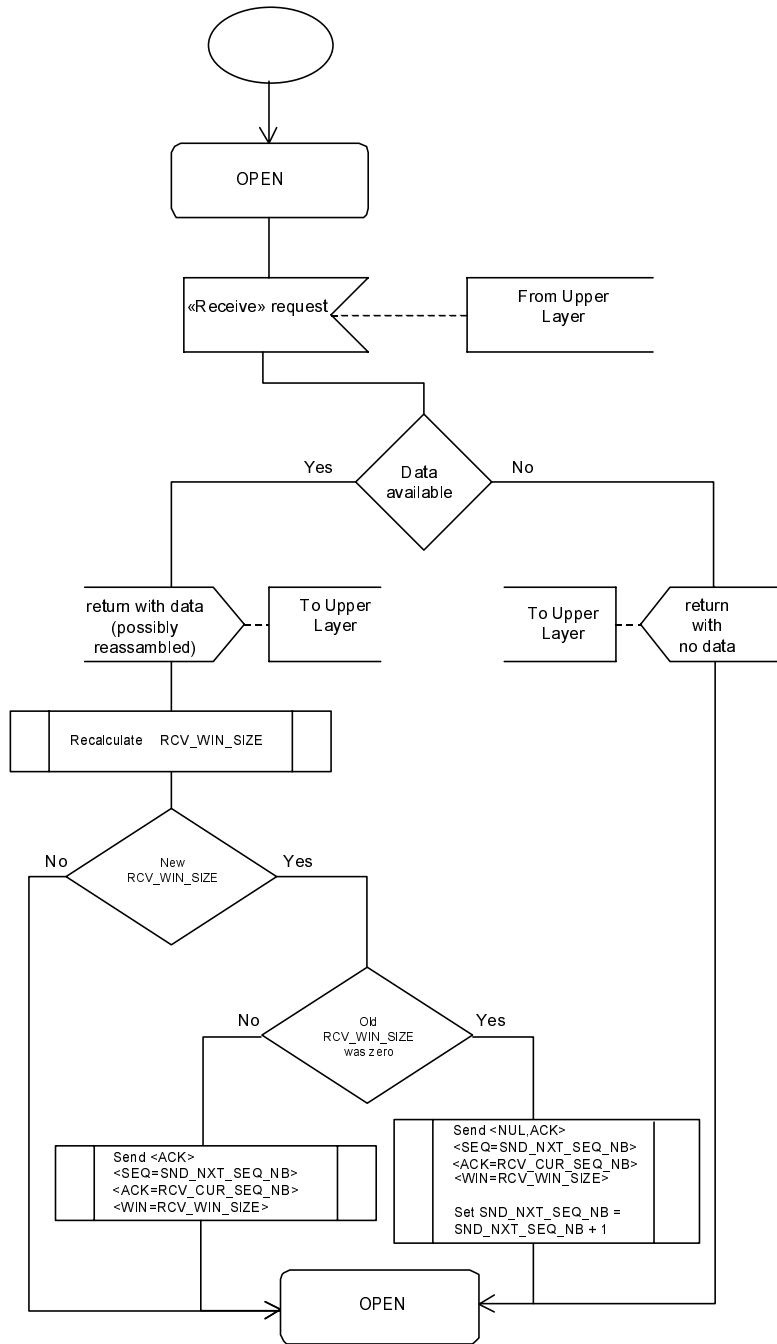 OPEN
«Receive» request
From Upper
Layer
Yes
Data
available
No
return with data
(possibly
reassambled)
To Upper
Layer
To Upper
Layer
return
with
no data
Recalculate RCV_WIN_SIZE
No
New
RCV_WIN_SIZE
Yes
No
Old
RCV_WIN_SIZE
was zero
Yes
Send <ACK>
<SEQ=SND_NXT_SEQ_NB>
<ACK=RCV_CUR_SEQ_NB>
<WIN=RCV_WIN_SIZE>
Send <NUL,ACK>
<SEQ=SND_NXT_SEQ_NB>
<ACK=RCV_CUR_SEQ_NB>
<WIN=RCV_WIN_SIZE>
Set SND_NXT_SEQ_NB =
SND_NXT_SEQ_NB + 1
OPEN